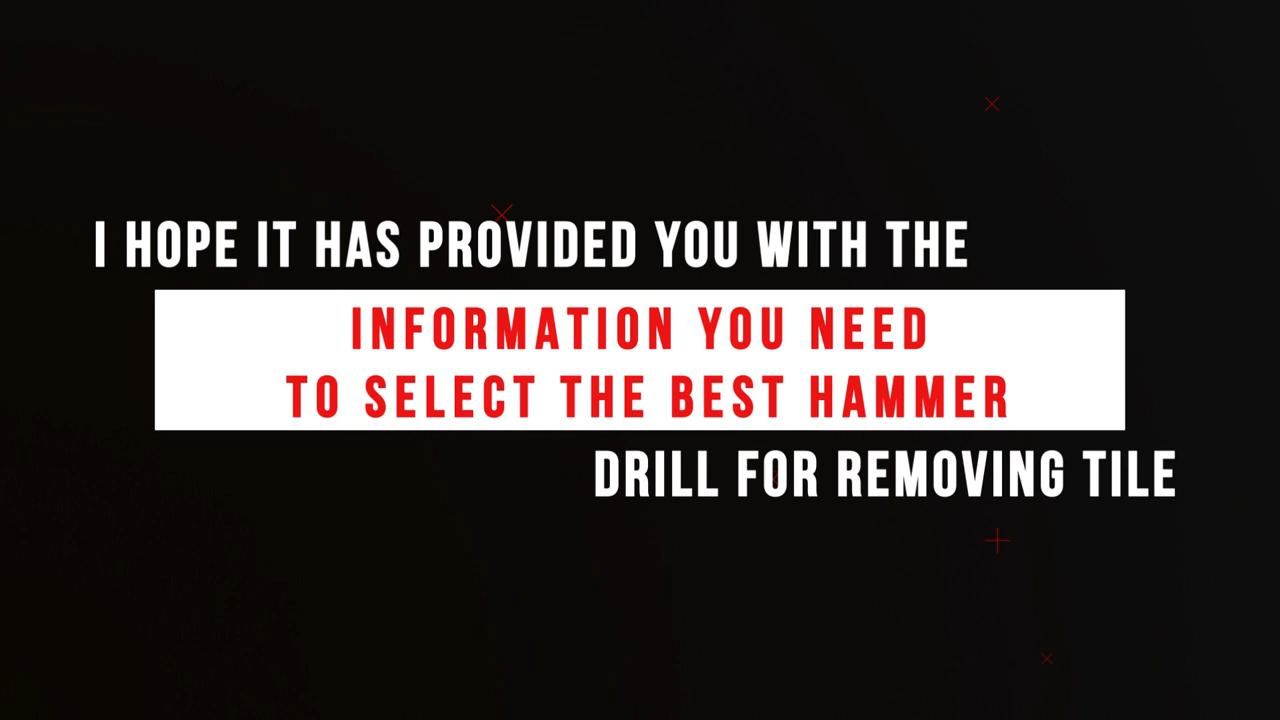 I HOPE IT HAS PROVIDED YOU WITH THE
INFORMATION YOU NEED
TO SELECT THE BEST HAMMER
DRILL FOR REMOVING TILE